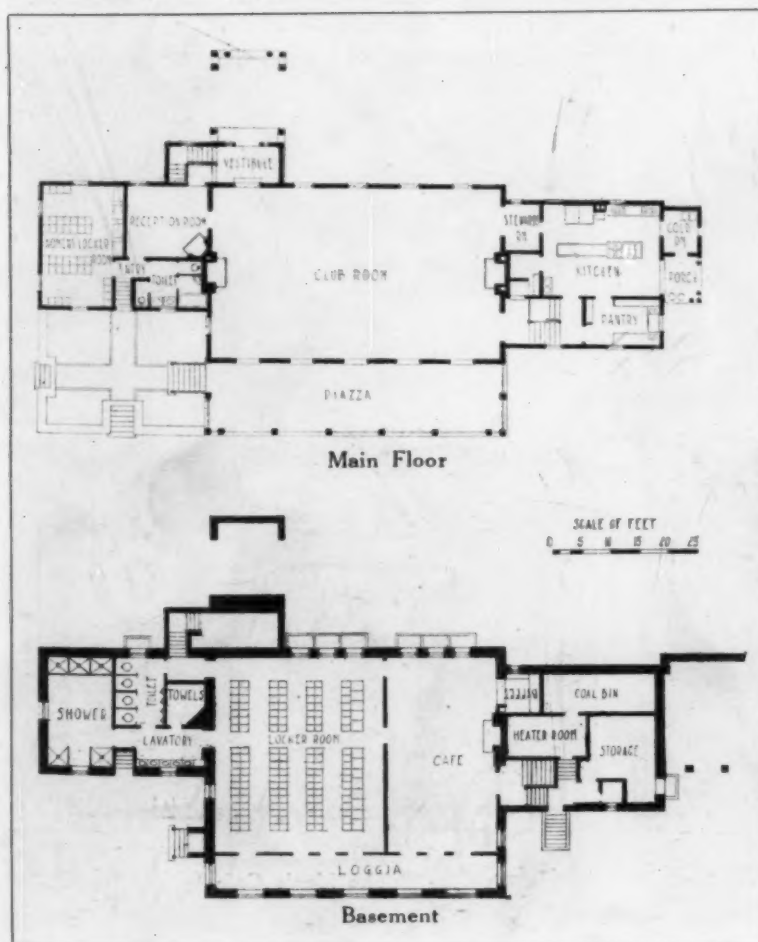 VESTIBULE
RECEPTION ROOM
WOMEN'S LOCKER ROOM
ENTRY
TOILET
CLUB ROOM
STEWARD RM.
KITCHEN
COLD RM.
PORCH
PANTRY
PIAZZA
Main Floor
SCALE OF FEET
0 5 10 15 20 25
SHOWER
TOILET
TOWELS
LAVATORY
LOCKER ROOM
CAFE
BUFFET
COAL BIN
HEATER ROOM
STORAGE
LOGGIA
Basement